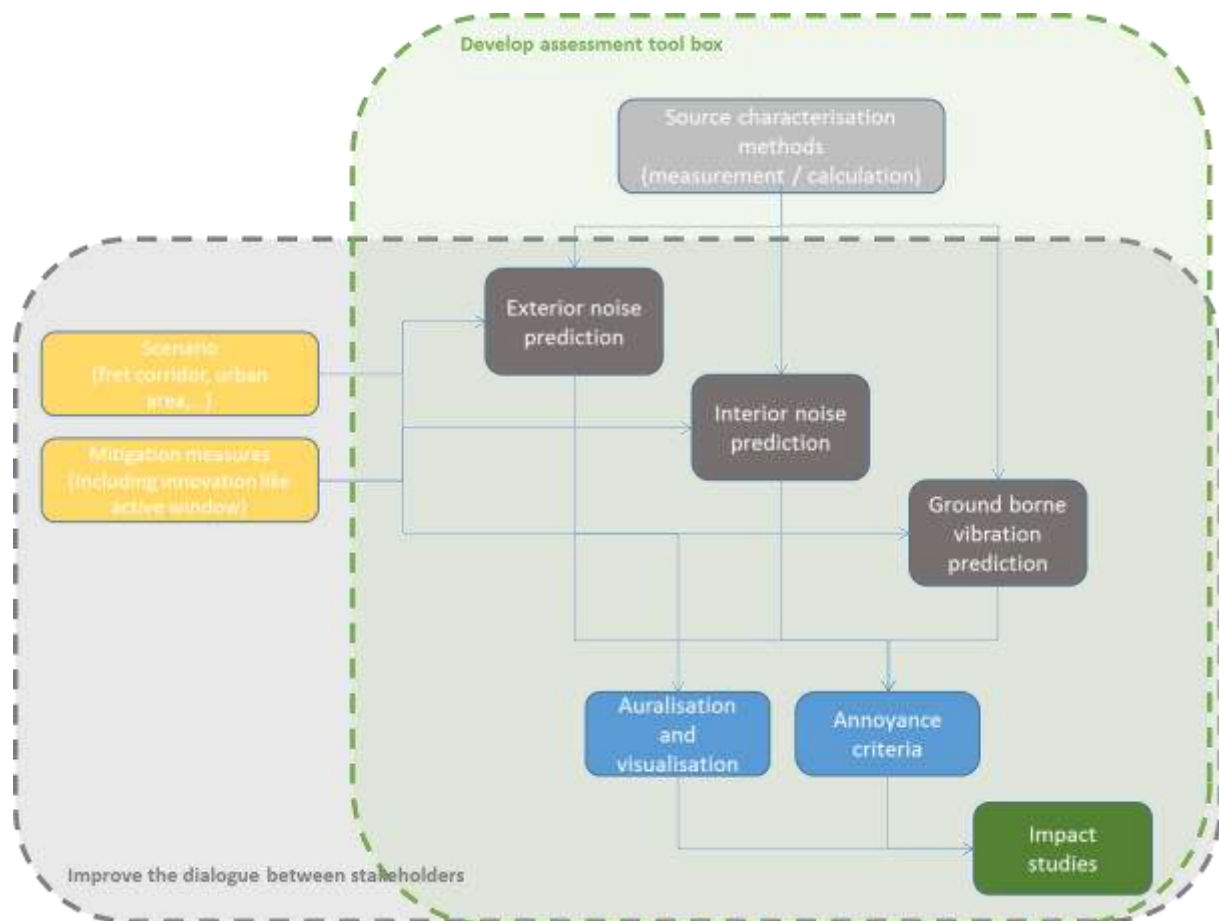 Develop assessment tool box
Source characterisation
methods
(measurement / calculation)
Exterior noise
prediction
Scenario
(fret corridor, urban
area,...)
Interior noise
prediction
Mitigation measures
(Including innovation like
active window)
Ground borne
vibration
prediction
Auralisation
and
visualisation
Annoyance
criteria
Impact
studies
Improve the dialogue between stakeholders